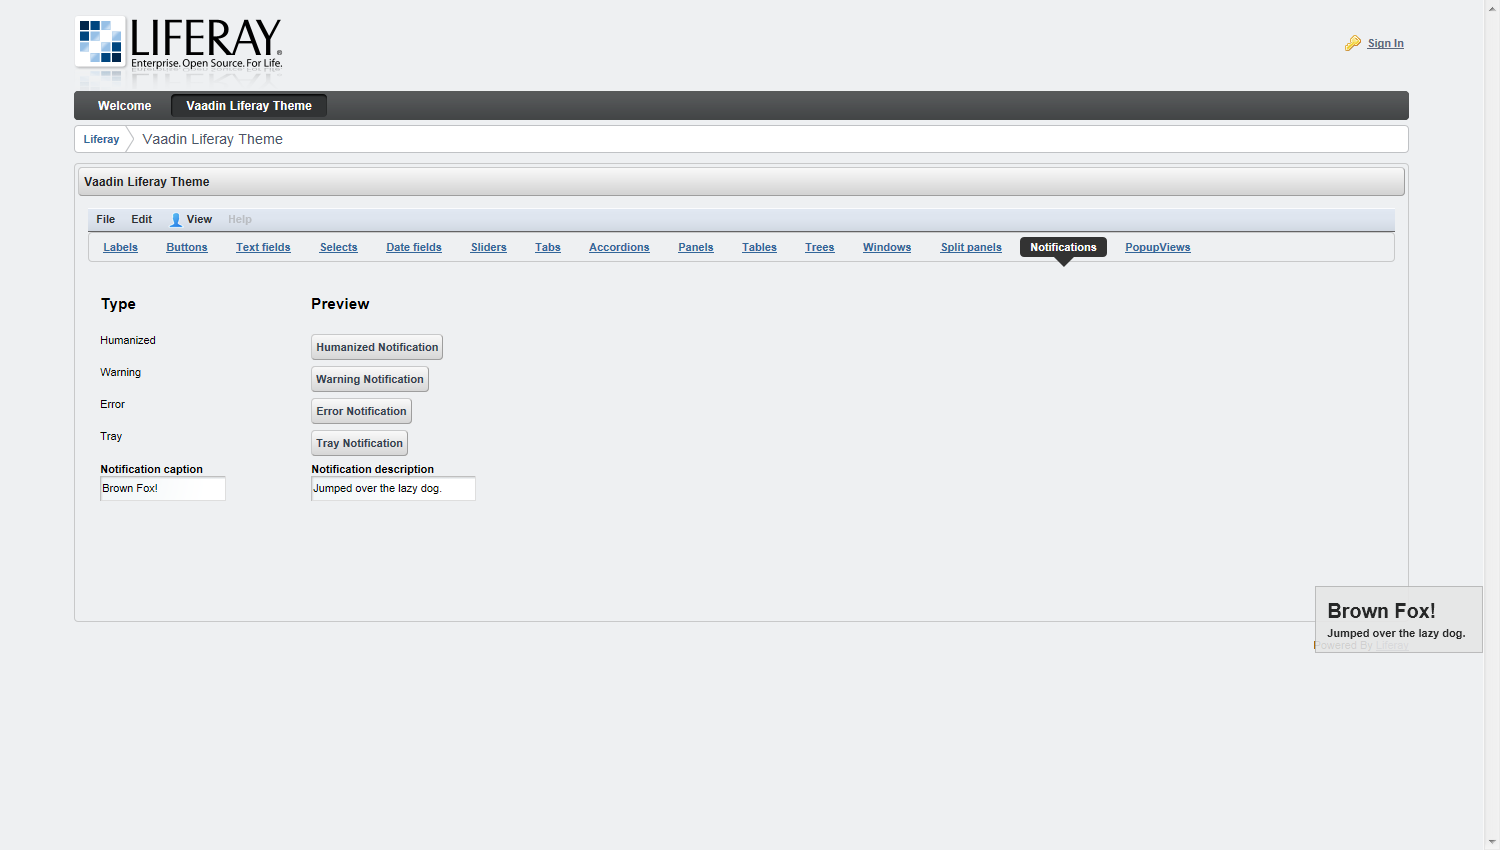 LIFERAY®
Enterprise. Open Source. For Life.
Sign In
Welcome Vaadin Liferay Theme
Liferay Vaadin Liferay Theme
Vaadin Liferay Theme
File Edit View Help
Labels Buttons Text fields Selects Date fields Sliders Tabs Accordions Panels Tables Trees Windows Split panels Notifications PopupViews
Type Preview
Humanized Humanized Notification
Warning Warning Notification
Error Error Notification
Tray Tray Notification
Notification caption Notification description
Brown Fox! Jumped over the lazy dog.
Brown Fox!
Jumped over the lazy dog.
Powered By Liferay